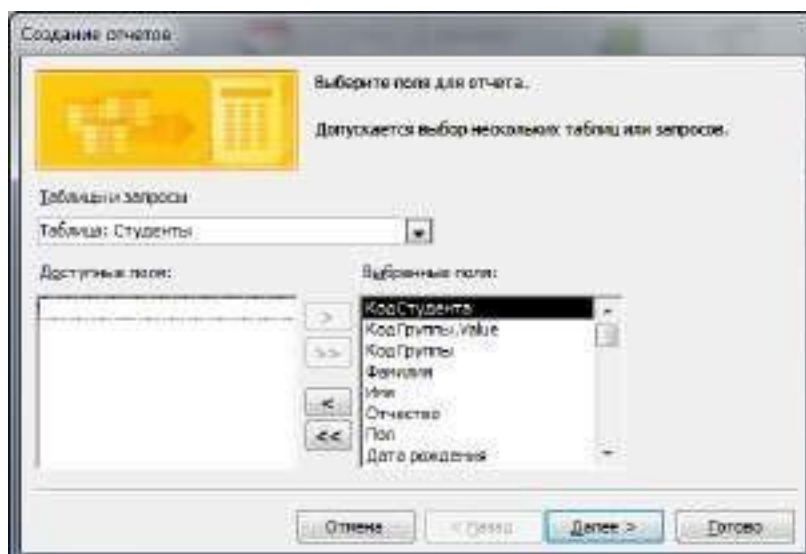 Создание отчетов
Выберите поля для отчета.
Допускается выбор нескольких таблиц или запросов.
Таблицы и запросы
Таблица: Студенты
Доступные поля:
Выбранные поля:
>
>>
<
<<
КодСтудента
КодГруппы.Value
КодГруппы
Фамилия
Имя
Отчество
Пол
Дата рождения
Отмена
< Назад
Далее >
Готово